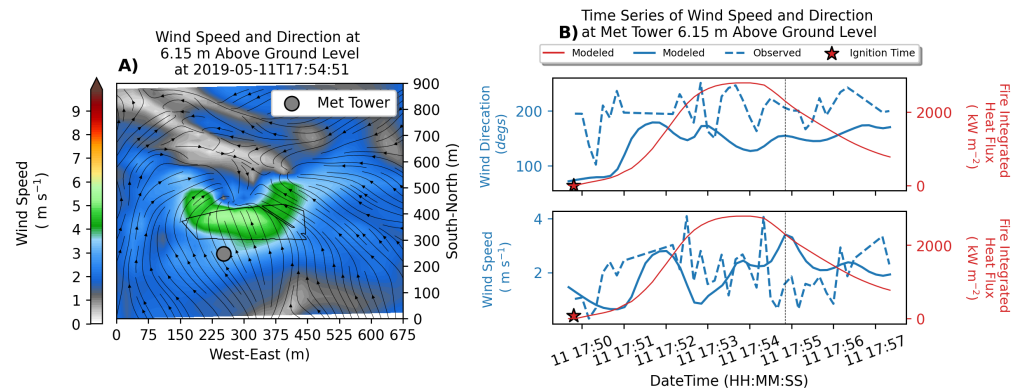 Wind Speed and Direction at
6.15 m Above Ground Level
at 2019-05-11T17:54:51
A)
Met Tower
9
8
7
6
5
4
3
2
1
0
Wind Speed
( m s⁻¹)
900
800
700
600
500
400
300
200
100
0
South-North (m)
0 75 150 225 300 375 450 525 600 675
West-East (m)
Time Series of Wind Speed and Direction
B) at Met Tower 6.15 m Above Ground Level
Modeled Modeled Observed Ignition Time
Wind Direcation
(degs)
200
100
2000
0
Fire Integrated
Heat Flux
( kW m⁻²)
Wind Speed
( m s⁻¹)
4
2
2000
0
Fire Integrated
Heat Flux
( kW m⁻²)
11 17:50
11 17:51
11 17:52
11 17:53
11 17:54
11 17:55
11 17:56
11 17:57
DateTime (HH:MM:SS)